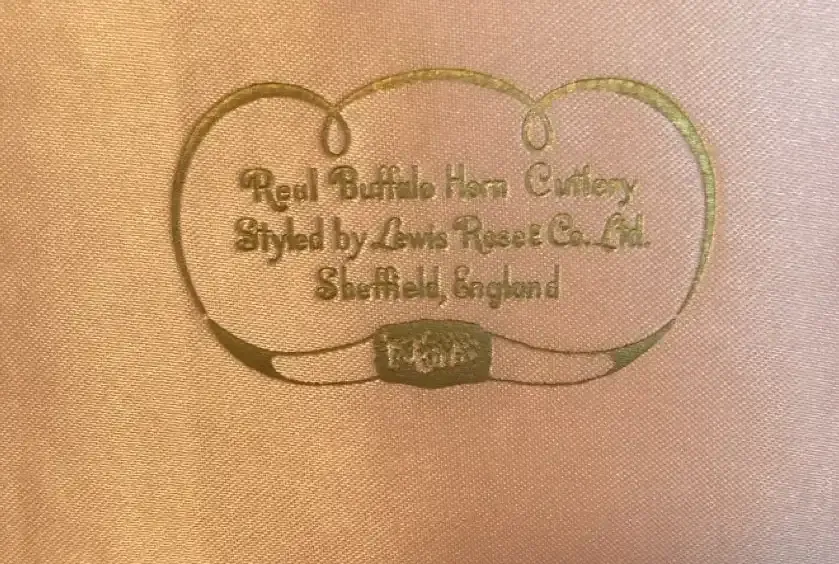 Real Buffalo Horn Cutlery
Styled by Lewis Rose & Co. Ltd.
Sheffield, England